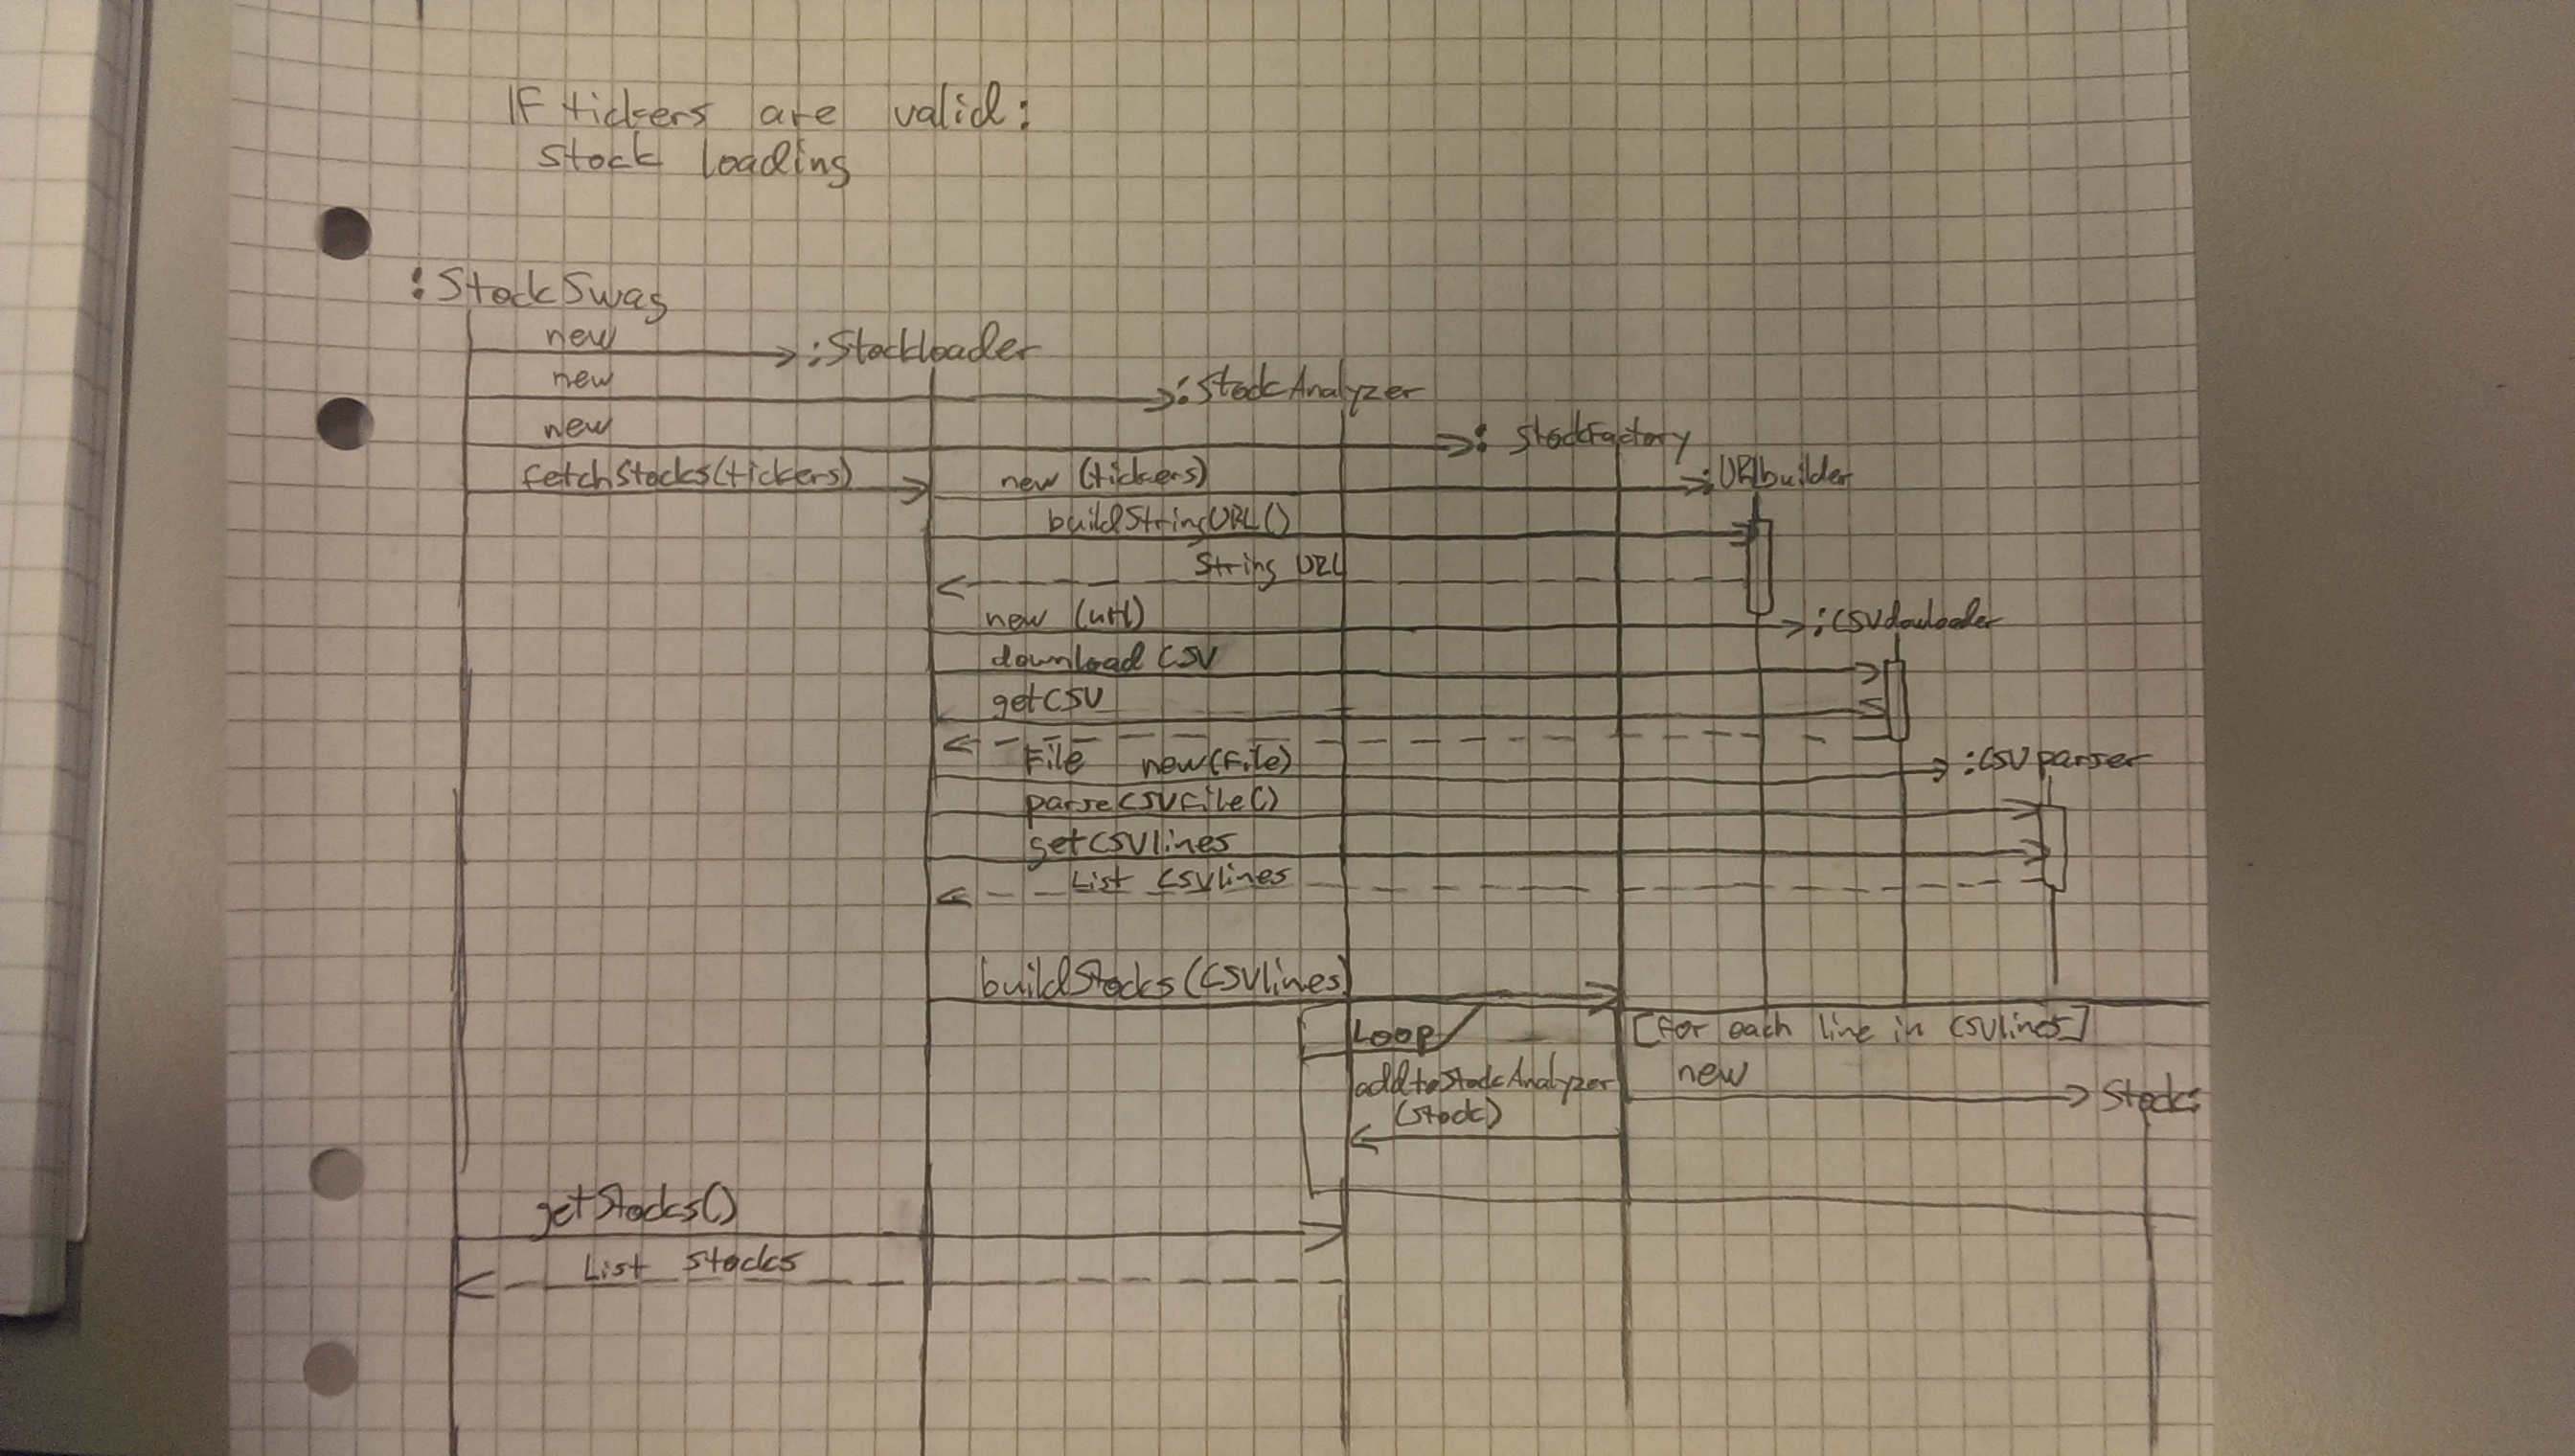 IF tickers are valid:
stock loading
:StockSwag
new
:Stockloader
new
:StockAnalyzer
new
: StockFactory
fetchStocks(tickers)
new (tickers)
:URLbuilder
buildStringURL()
String URL
new (url)
:CSVdowloader
download CSV
getCSV
File new(File)
:CSVparser
parseCSVFile()
getCSVlines
List CSVlines
buildStocks(CSVlines)
Loop
[for each line in CSVlines]
new
Stock:
addtoStockAnalyzer
(stock)
getStocks()
List stocks